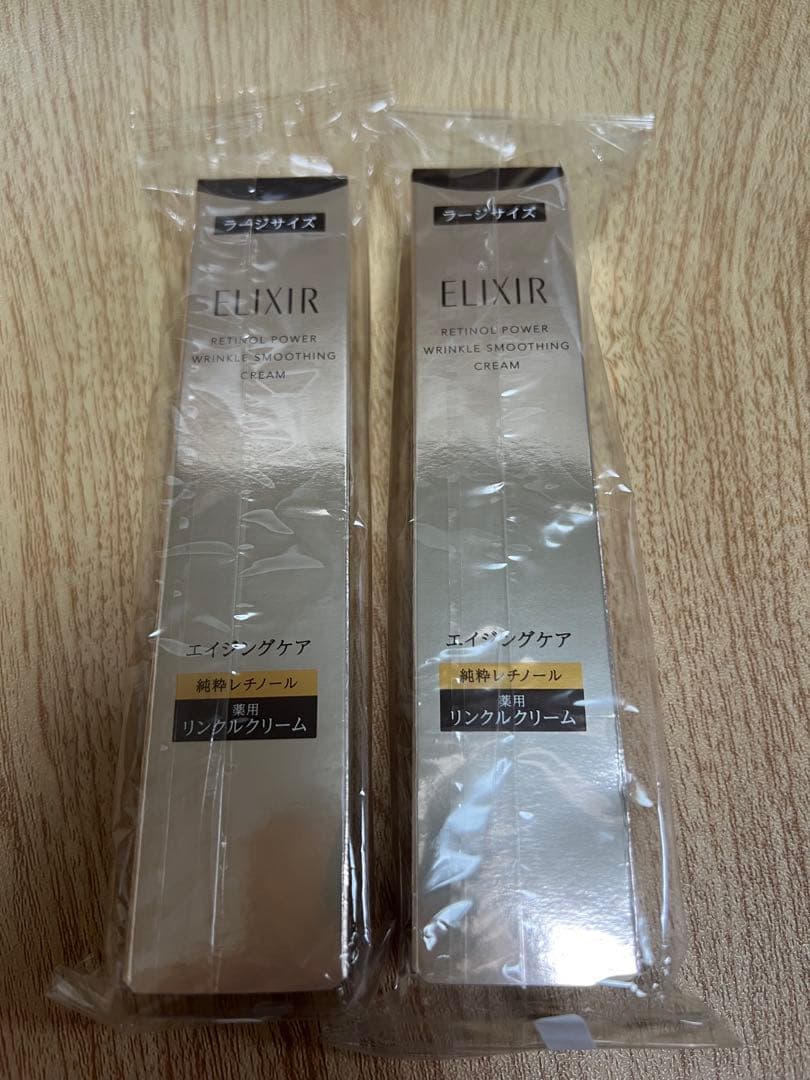 ラージサイズ
ELIXIR
RETINOL POWER
WRINKLE SMOOTHING
CREAM
エイジングケア
純粋レチノール
薬用
リンクルクリーム
ラージサイズ
ELIXIR
RETINOL POWER
WRINKLE SMOOTHING
CREAM
エイジングケア
純粋レチノール
薬用
リンクルクリーム